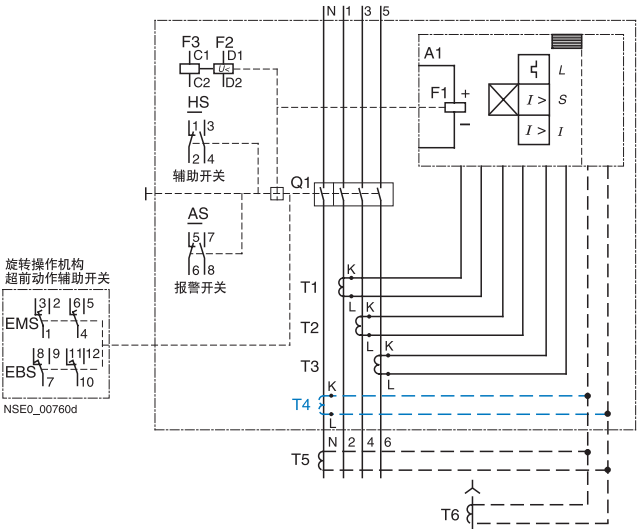 N 1 3 5
F3 F2
C1 D1
U<
C2 D2
A1
F1 +
−
L
I > S
I > I
HS
1 3
2 4
辅助开关
Q1
AS
5 7
6 8
报警开关
旋转操作机构
超前动作辅助开关
3 2 6 5
EMS
1 4
8 9 11 12
EBS
7 10
NSE0_00760d
T1 K
L
T2 K
L
T3 K
L
T4 K
L
N 2 4 6
T5
T6